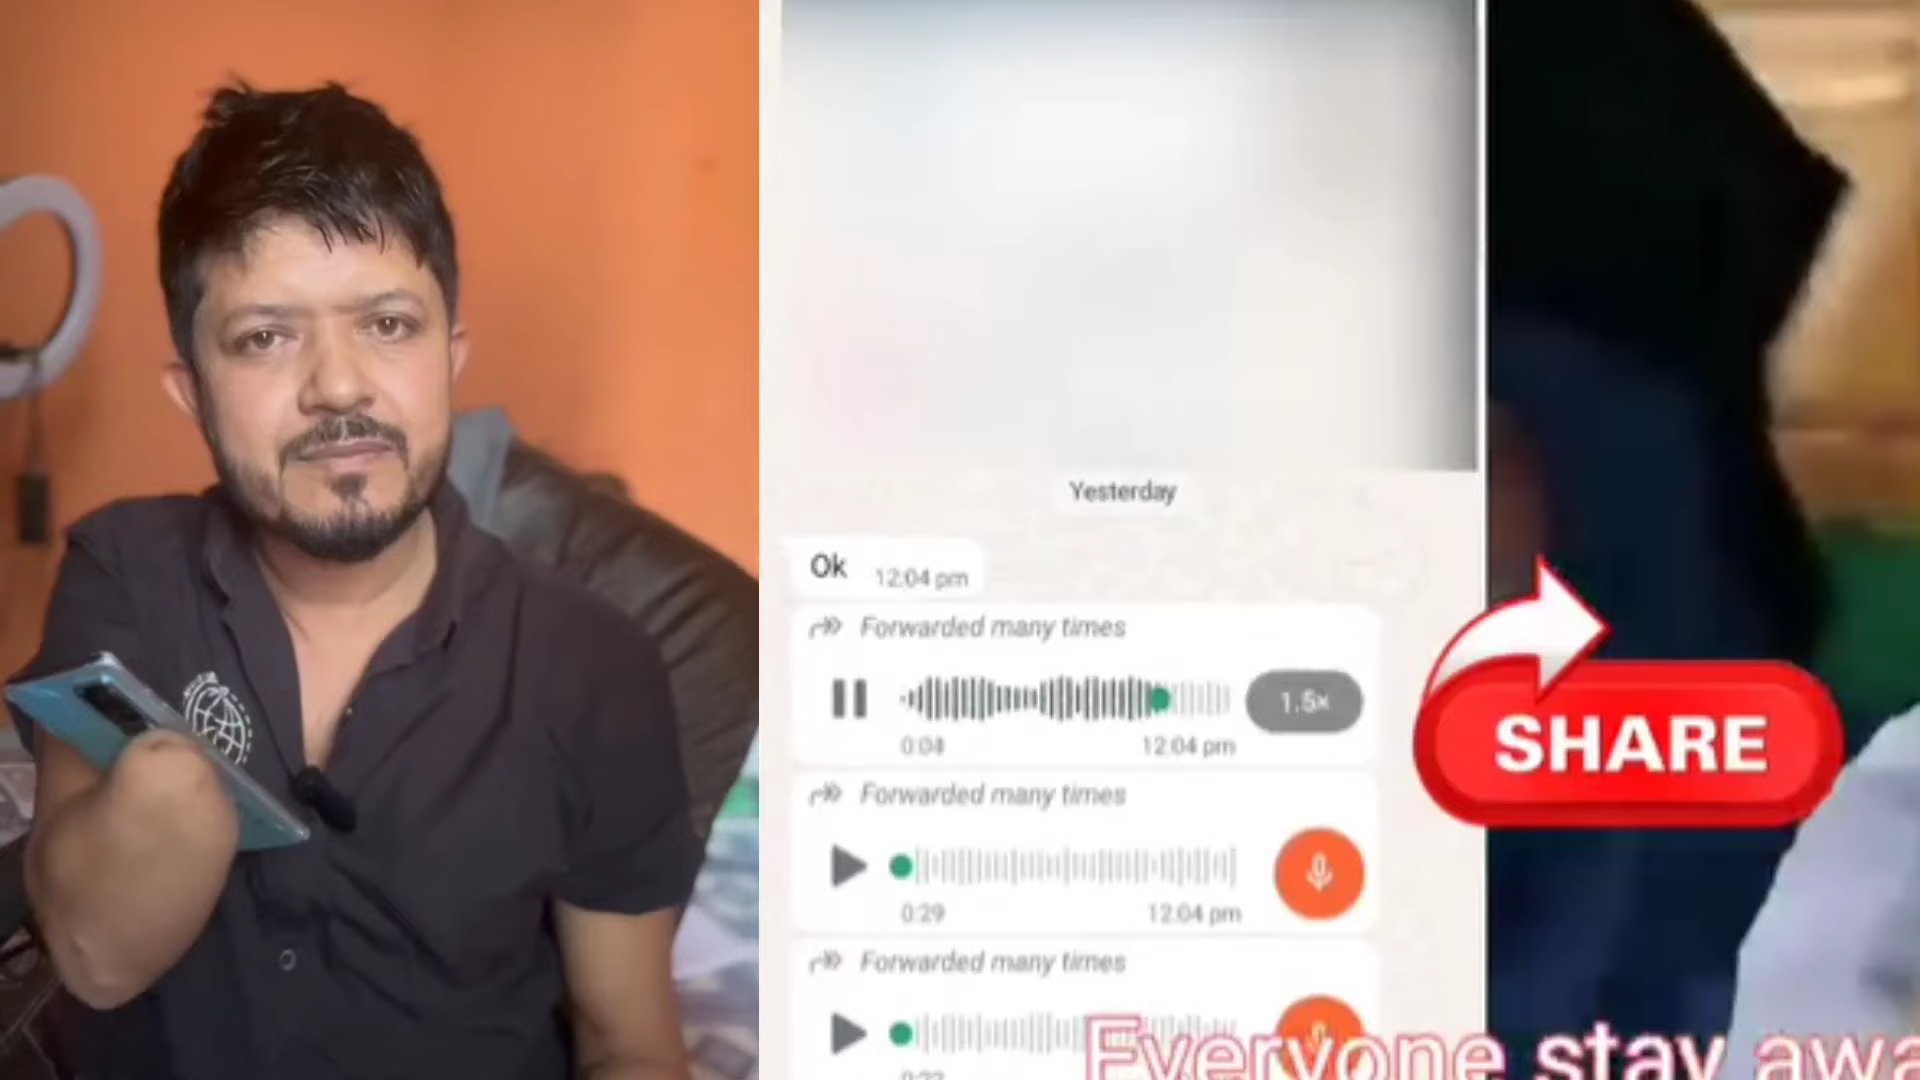 Yesterday
Ok 12:04 pm
Forwarded many times
1.5×
0:04 12:04 pm
SHARE
Forwarded many times
0:29 12:04 pm
Forwarded many times
Everyone stay awa